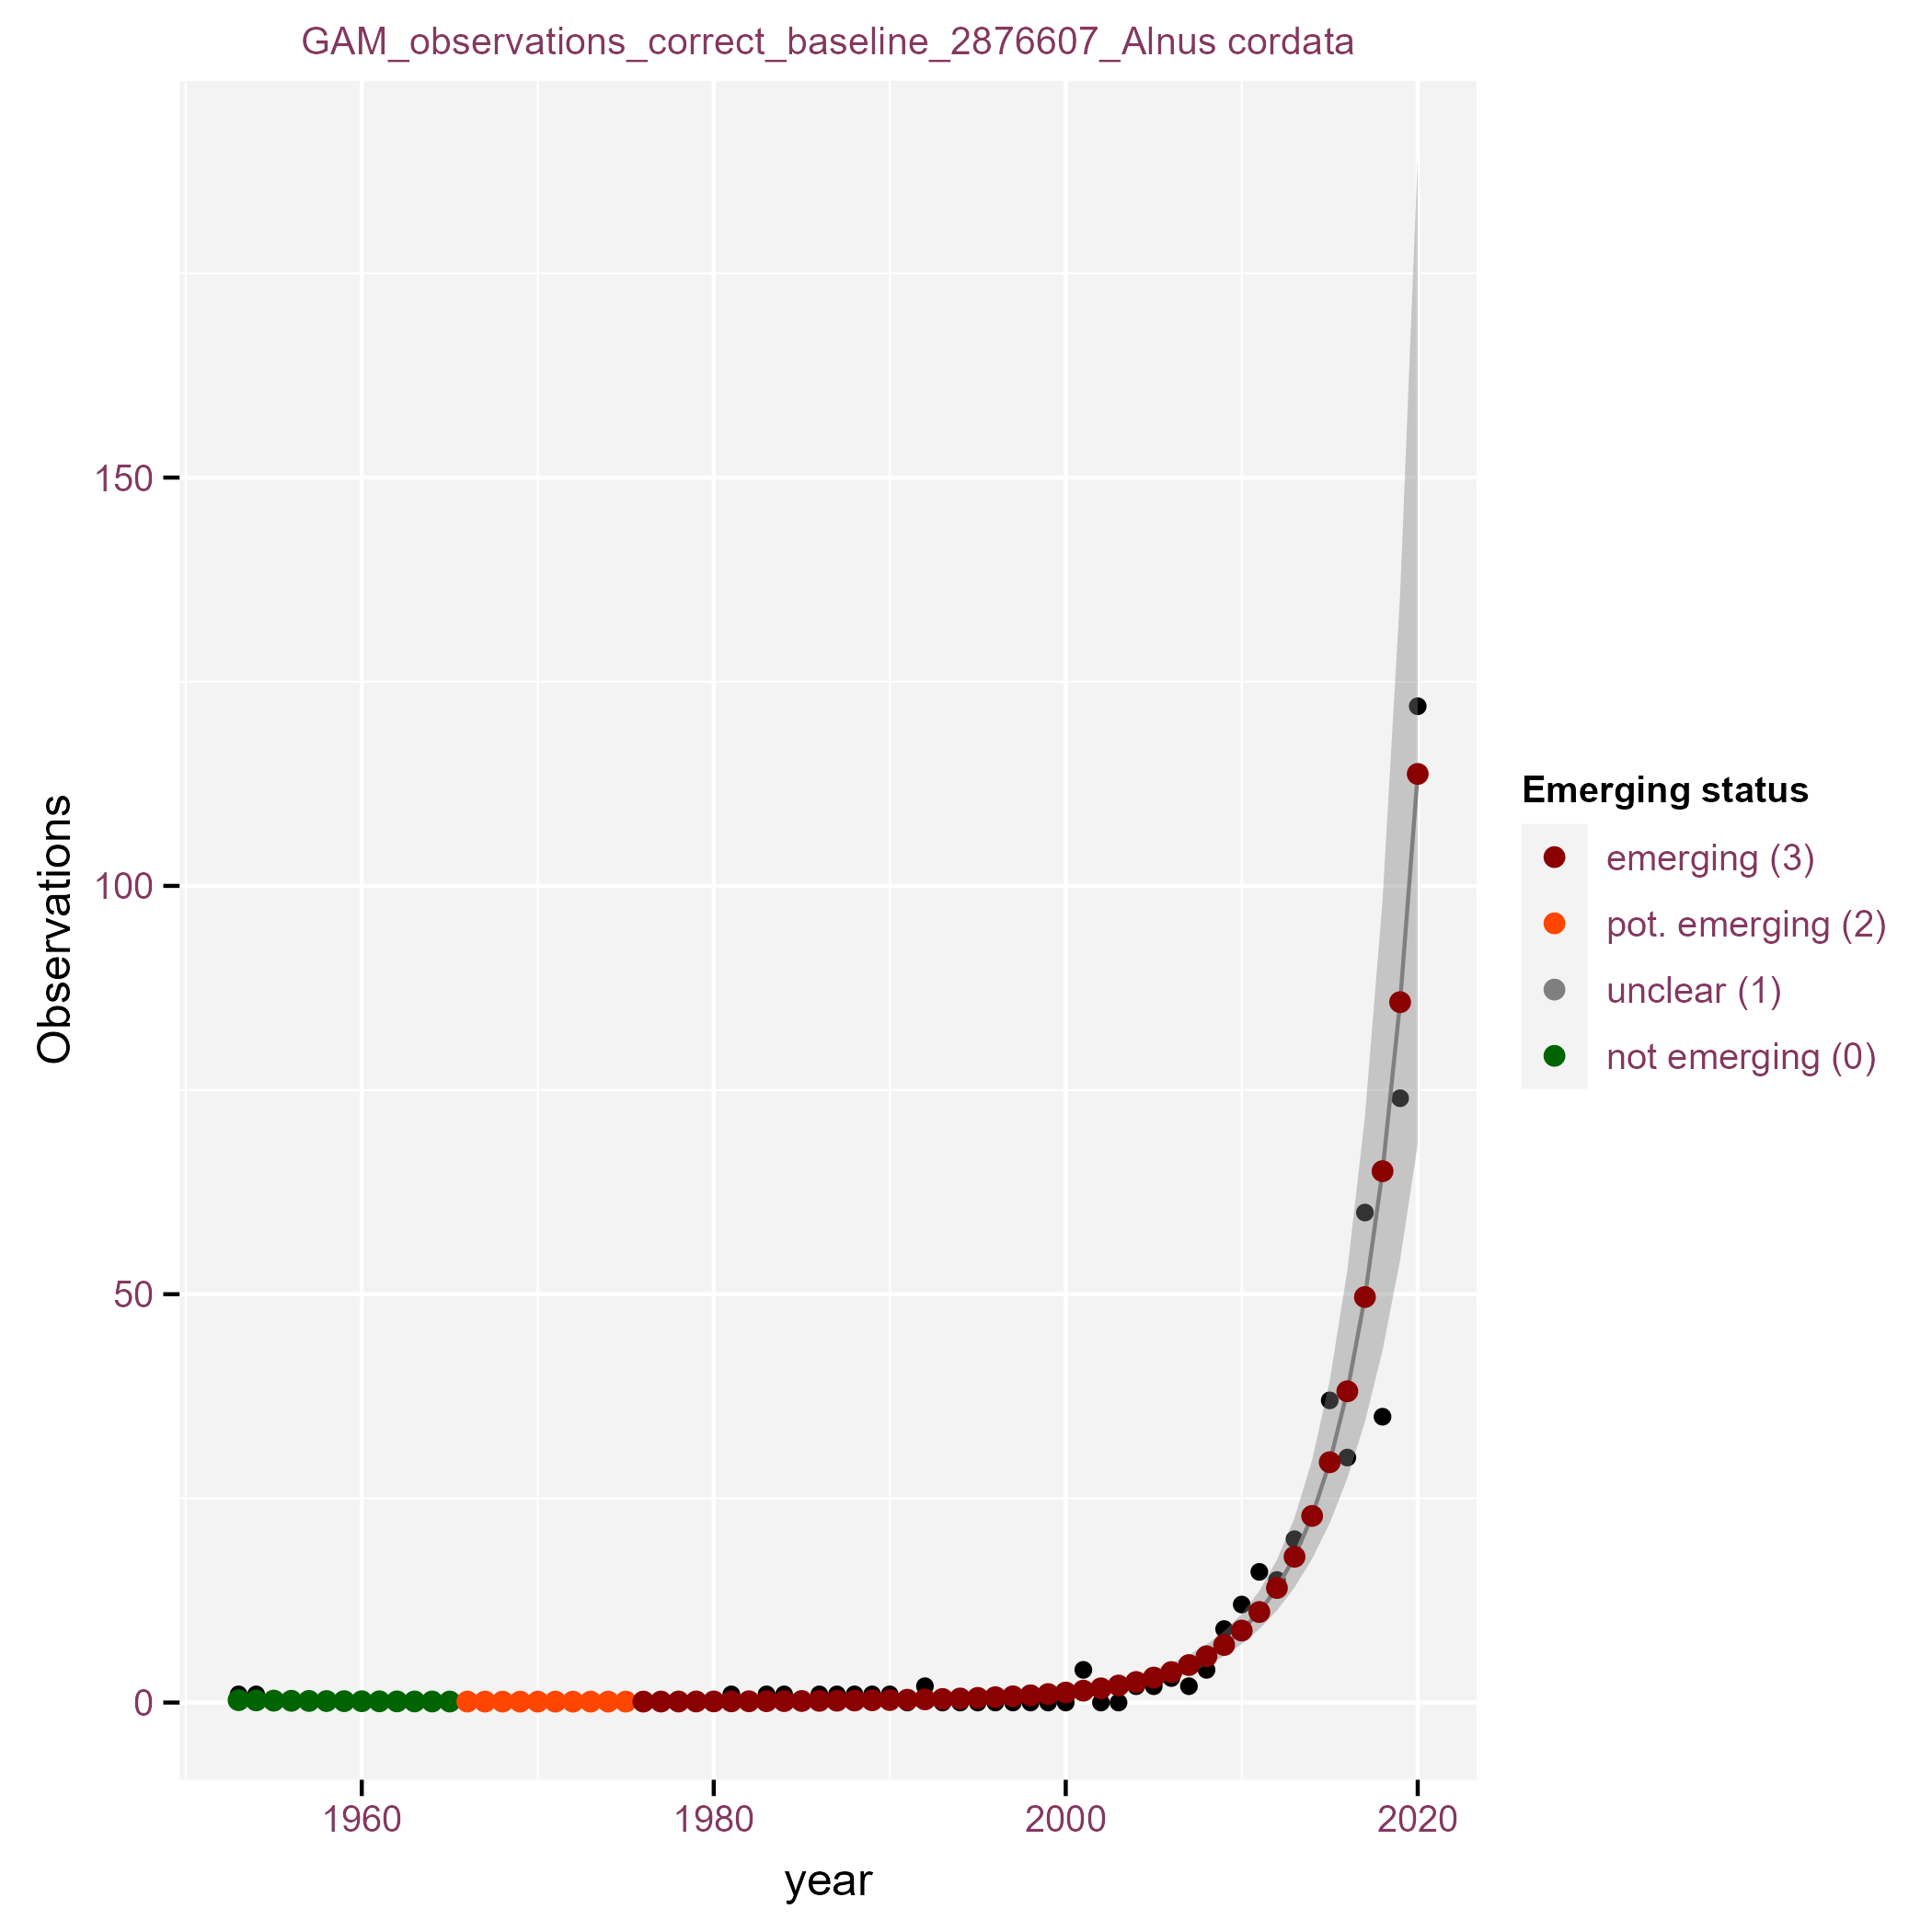 GAM_observations_correct_baseline_2876607_Alnus cordata
150
100
50
0
Observations
1960 1980 2000 2020
year
Emerging status
emerging (3)
pot. emerging (2)
unclear (1)
not emerging (0)